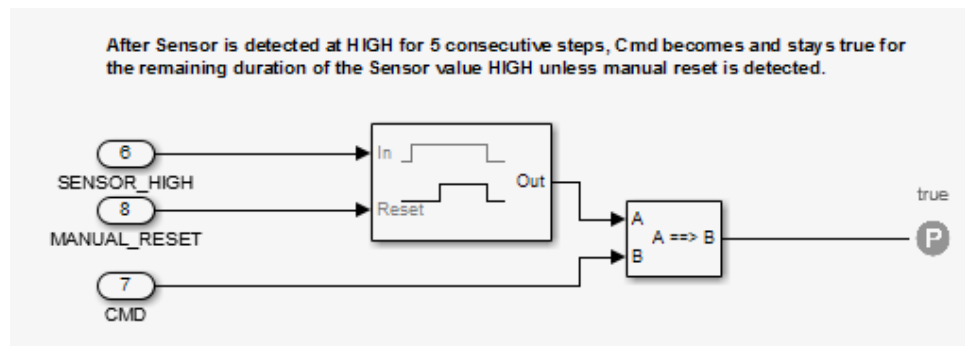 After Sensor is detected at HIGH for 5 consecutive steps, Cmd becomes and stays true for
the remaining duration of the Sensor value HIGH unless manual reset is detected.
6
SENSOR_HIGH
8
MANUAL_RESET
7
CMD
In
Reset
Out
A
B
A ==> B
true
P